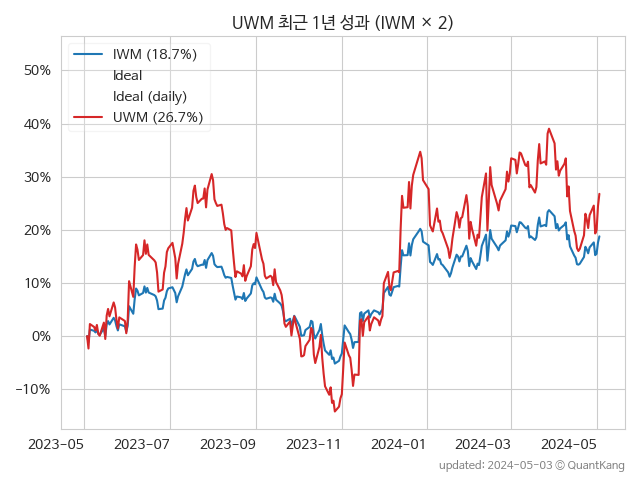 UWM 최근 1년 성과 (IWM × 2)
IWM (18.7%)
Ideal
Ideal (daily)
UWM (26.7%)
50%
40%
30%
20%
10%
0%
−10%
2023−05
2023−07
2023−09
2023−11
2024−01
2024−03
2024−05
updated: 2024−05−03 © QuantKang